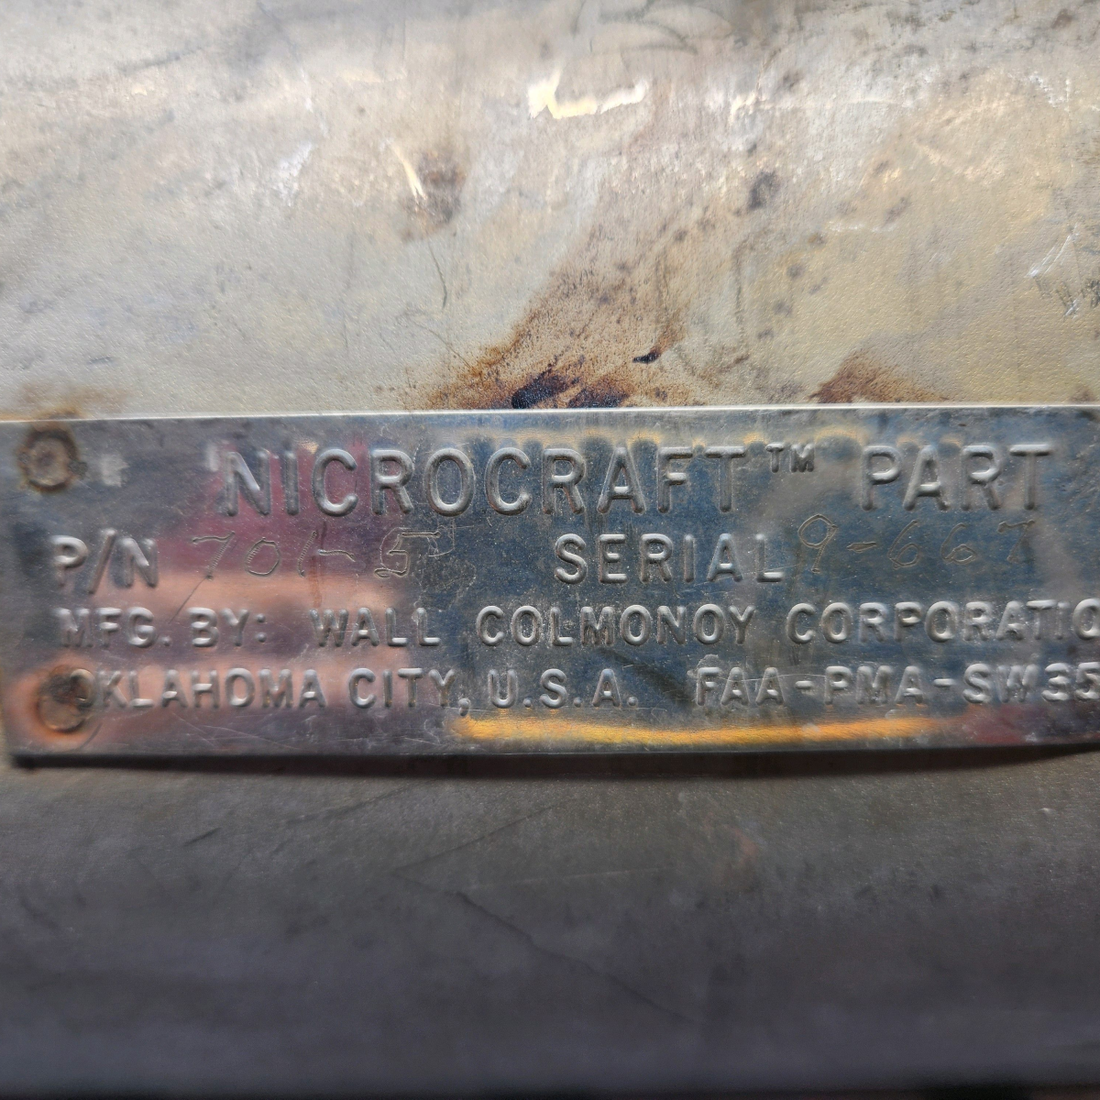 NICROCRAFT™ PART
P/N 701-5 SERIAL 9-667
MFG. BY: WALL COLMONOY CORPORATIO
OKLAHOMA CITY, U.S.A. FAA-PMA-SW35